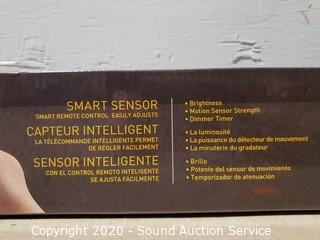 SMART SENSOR
SMART REMOTE CONTROL EASILY ADJUSTS
• Brightness
• Motion Sensor Strength
• Dimmer Timer
CAPTEUR INTELLIGENT
LA TÉLÉCOMMANDE INTELLIGENTE PERMET
DE RÉGLER FACILEMENT
• La luminosité
• La puissance du détecteur de mouvement
• La minuterie du gradateur
SENSOR INTELIGENTE
CON EL CONTROL REMOTO INTELIGENTE
SE AJUSTA FÁCILMENTE
• Brillo
• Potente del sensor de movimiento
• Temporizador de atenuación
Copyright 2020 - Sound Auction Service